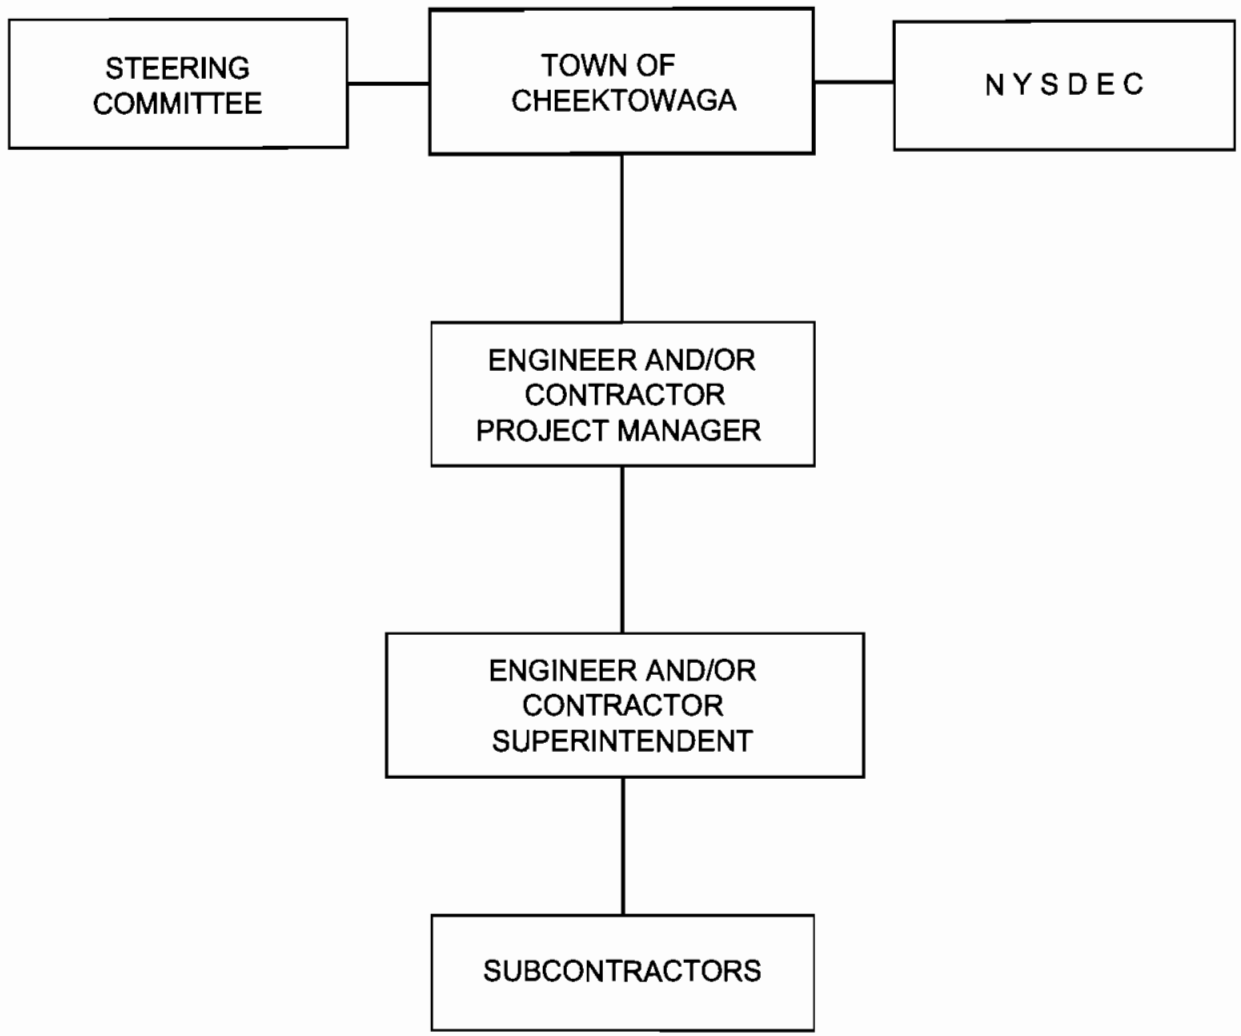 STEERING
COMMITTEE
TOWN OF
CHEEKTOWAGA
N Y S D E C
ENGINEER AND/OR
CONTRACTOR
PROJECT MANAGER
ENGINEER AND/OR
CONTRACTOR
SUPERINTENDENT
SUBCONTRACTORS